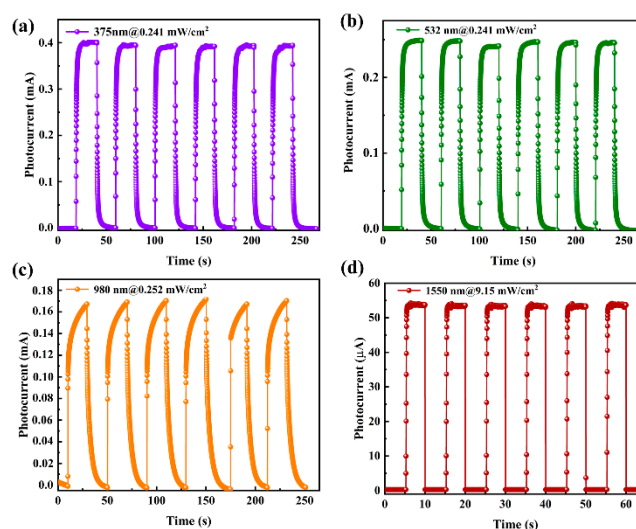 (a)
375nm@0.241 mW/cm²
Photocurrent (mA)
0.4
0.3
0.2
0.1
0.0
0 50 100 150 200 250
Time (s)
(b)
532 nm@0.241 mW/cm²
Photocurrent (mA)
0.2
0.1
0.0
0 50 100 150 200 250
Time (s)
(c)
980 nm@0.252 mW/cm²
Photocurrent (mA)
0.18
0.16
0.14
0.12
0.10
0.08
0.06
0.04
0.02
0.0
0 50 100 150 200 250
Time (s)
(d)
1550 nm@9.15 mW/cm²
Photocurrent (μA)
60
50
40
30
20
10
0
0 10 20 30 40 50 60
Time (s)